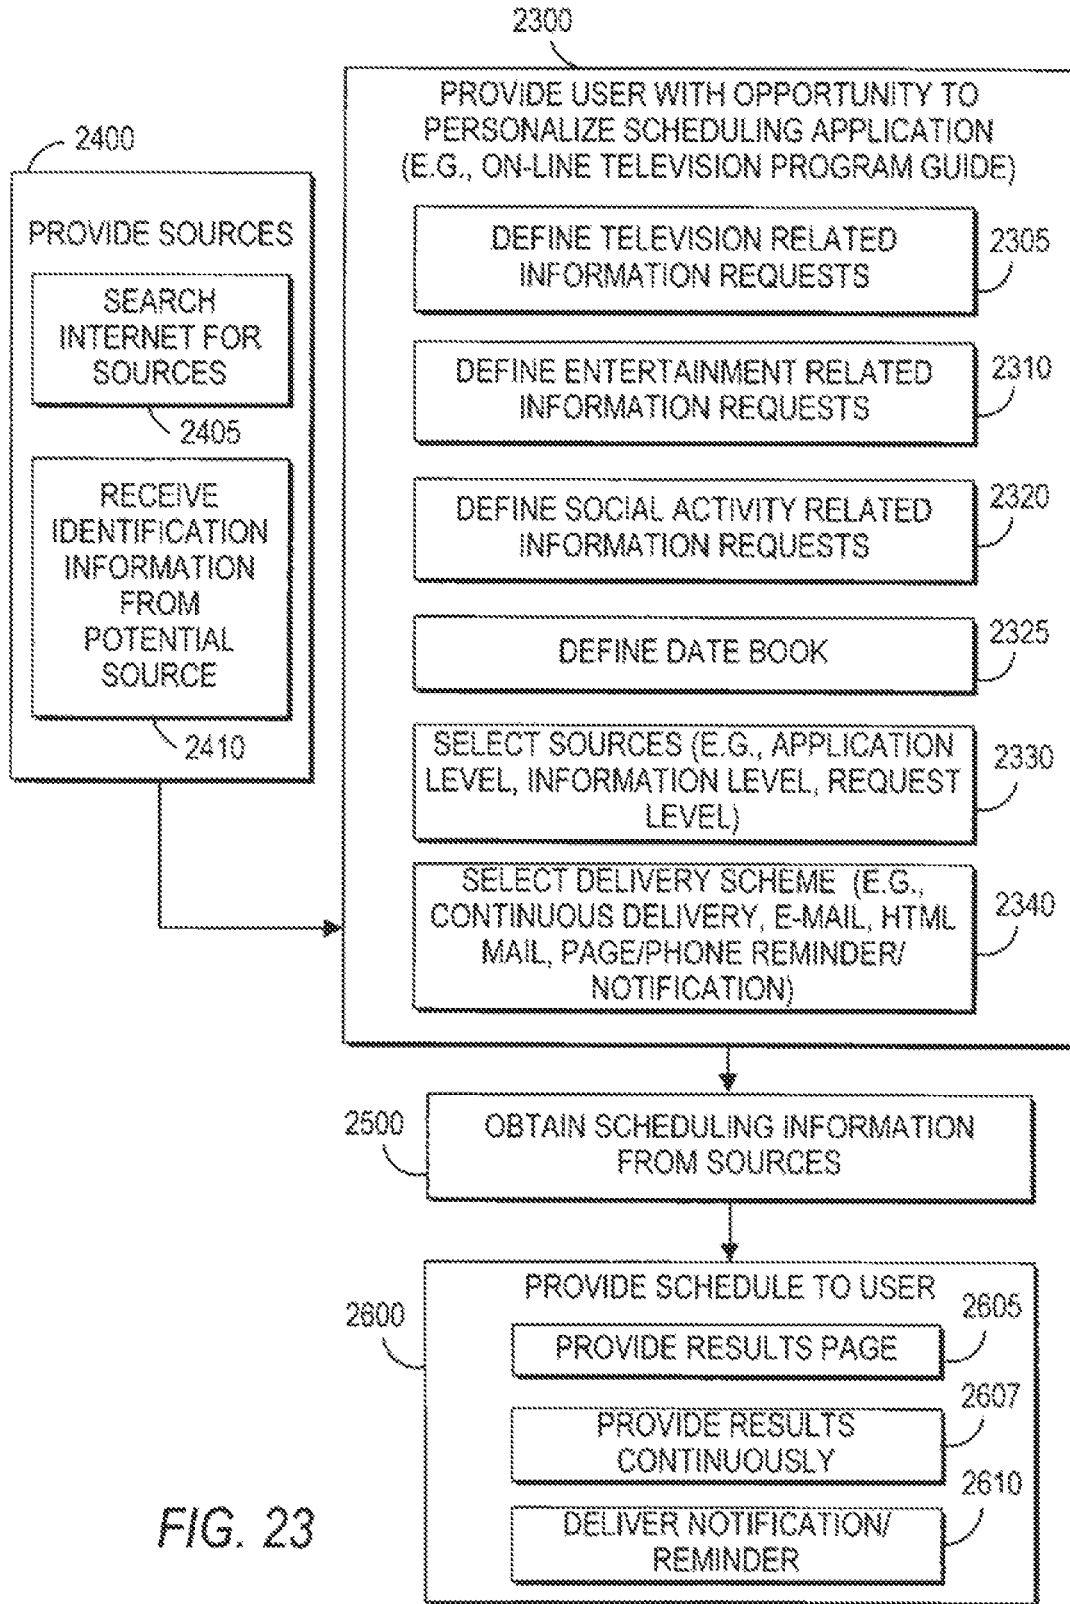 2300
PROVIDE USER WITH OPPORTUNITY TO
PERSONALIZE SCHEDULING APPLICATION
(E.G., ON-LINE TELEVISION PROGRAM GUIDE)
2400
PROVIDE SOURCES
SEARCH
INTERNET FOR
SOURCES
2405
RECEIVE
IDENTIFICATION
INFORMATION
FROM
POTENTIAL
SOURCE
2410
DEFINE TELEVISION RELATED
INFORMATION REQUESTS
2305
DEFINE ENTERTAINMENT RELATED
INFORMATION REQUESTS
2310
DEFINE SOCIAL ACTIVITY RELATED
INFORMATION REQUESTS
2320
DEFINE DATE BOOK
2325
SELECT SOURCES (E.G., APPLICATION
LEVEL, INFORMATION LEVEL, REQUEST
LEVEL)
2330
SELECT DELIVERY SCHEME (E.G.,
CONTINUOUS DELIVERY, E-MAIL, HTML
MAIL, PAGE/PHONE REMINDER/
NOTIFICATION)
2340
2500
OBTAIN SCHEDULING INFORMATION
FROM SOURCES
2600
PROVIDE SCHEDULE TO USER
PROVIDE RESULTS PAGE
2605
PROVIDE RESULTS
CONTINUOUSLY
2607
DELIVER NOTIFICATION/
REMINDER
2610
FIG. 23